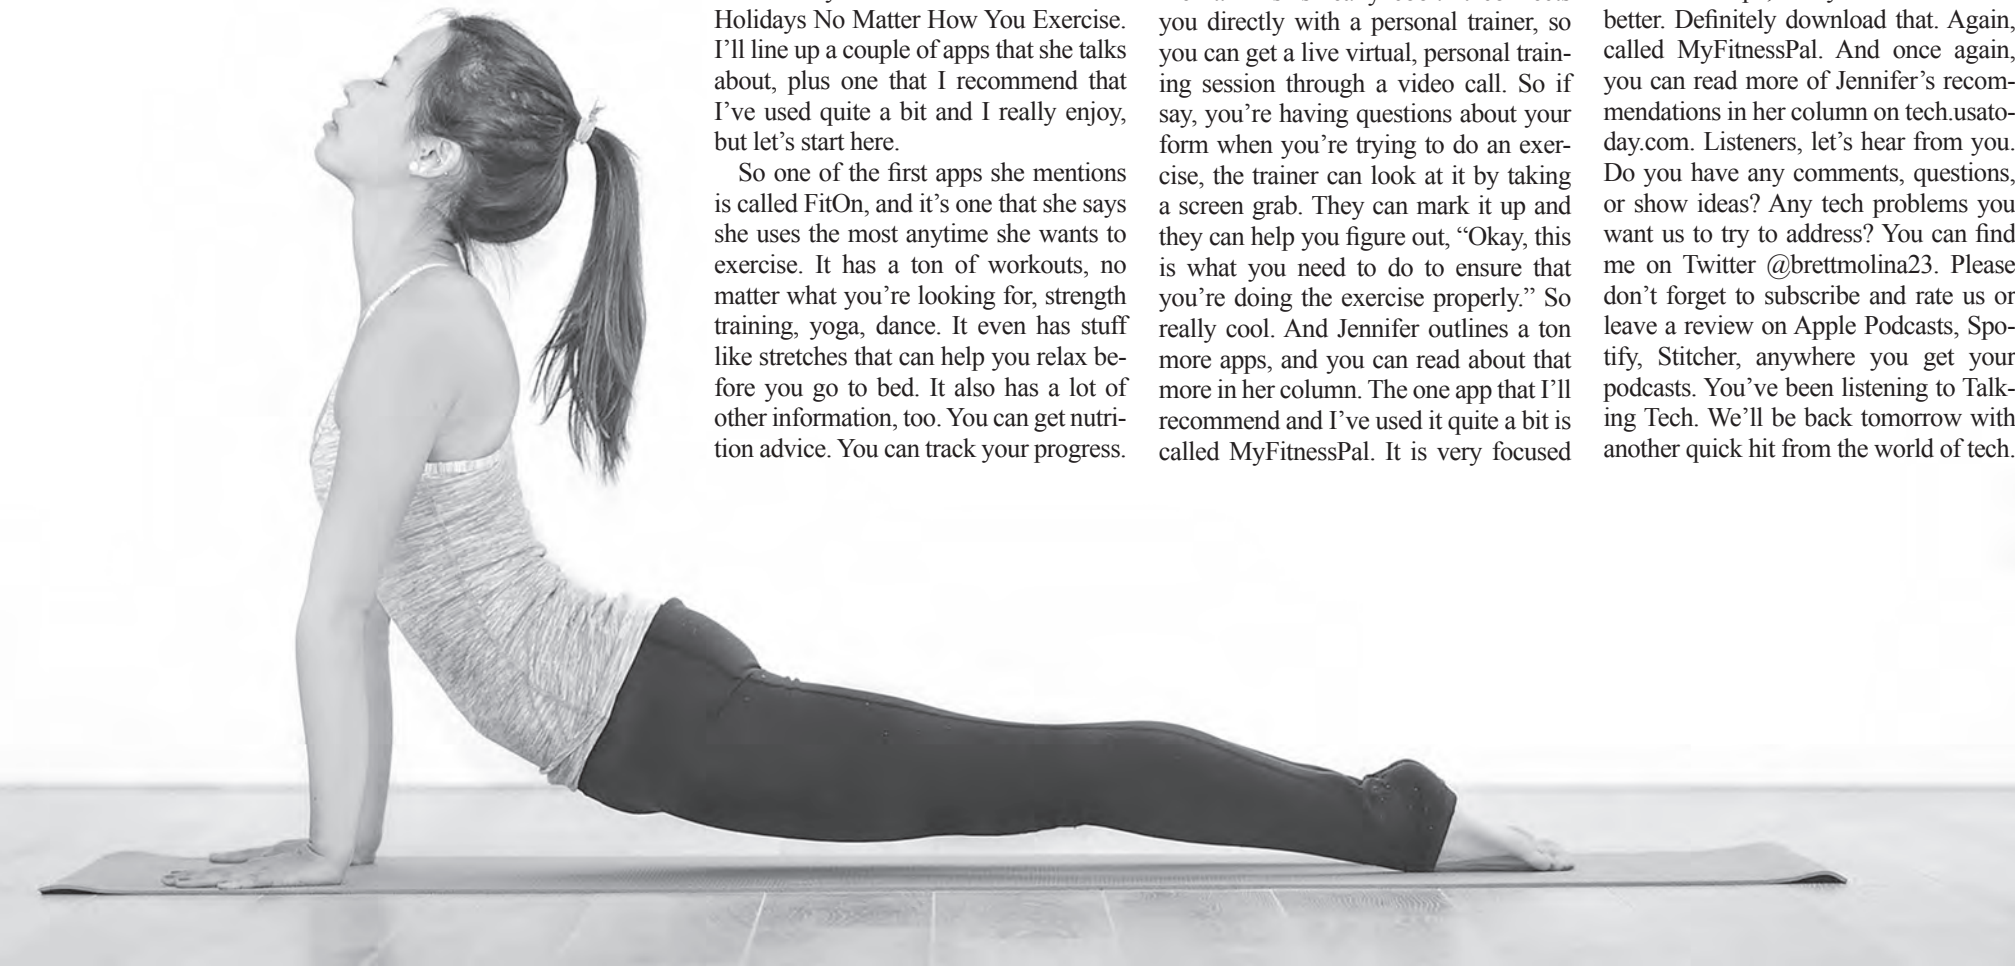 Holidays No Matter How You Exercise.
I’ll line up a couple of apps that she talks
about, plus one that I recommend that
I’ve used quite a bit and I really enjoy,
but let’s start here.
So one of the first apps she mentions
is called FitOn, and it’s one that she says
she uses the most anytime she wants to
exercise. It has a ton of workouts, no
matter what you’re looking for, strength
training, yoga, dance. It even has stuff
like stretches that can help you relax be-
fore you go to bed. It also has a lot of
other information, too. You can get nutri-
tion advice. You can track your progress.
you directly with a personal trainer, so
you can get a live virtual, personal train-
ing session through a video call. So if
say, you’re having questions about your
form when you’re trying to do an exer-
cise, the trainer can look at it by taking
a screen grab. They can mark it up and
they can help you figure out, “Okay, this
is what you need to do to ensure that
you’re doing the exercise properly.” So
really cool. And Jennifer outlines a ton
more apps, and you can read about that
more in her column. The one app that I’ll
recommend and I’ve used it quite a bit is
called MyFitnessPal. It is very focused
better. Definitely download that. Again,
called MyFitnessPal. And once again,
you can read more of Jennifer’s recom-
mendations in her column on tech.usato-
day.com. Listeners, let’s hear from you.
Do you have any comments, questions,
or show ideas? Any tech problems you
want us to try to address? You can find
me on Twitter @brettmolina23. Please
don’t forget to subscribe and rate us or
leave a review on Apple Podcasts, Spo-
tify, Stitcher, anywhere you get your
podcasts. You’ve been listening to Talk-
ing Tech. We’ll be back tomorrow with
another quick hit from the world of tech.